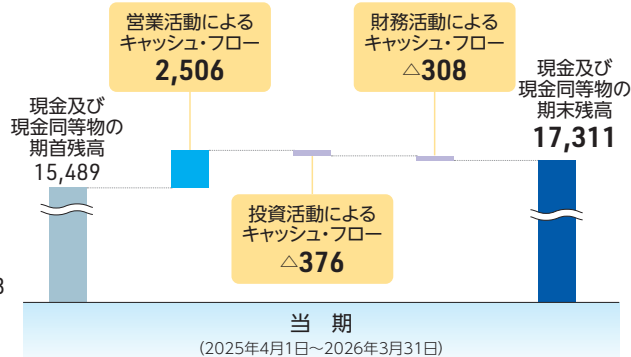 営業活動による
キャッシュ・フロー
2,506
財務活動による
キャッシュ・フロー
△308
現金及び
現金同等物の
期末残高
17,311
現金及び
現金同等物の
期首残高
15,489
投資活動による
キャッシュ・フロー
△376
3
当 期
(2025年4月1日～2026年3月31日)